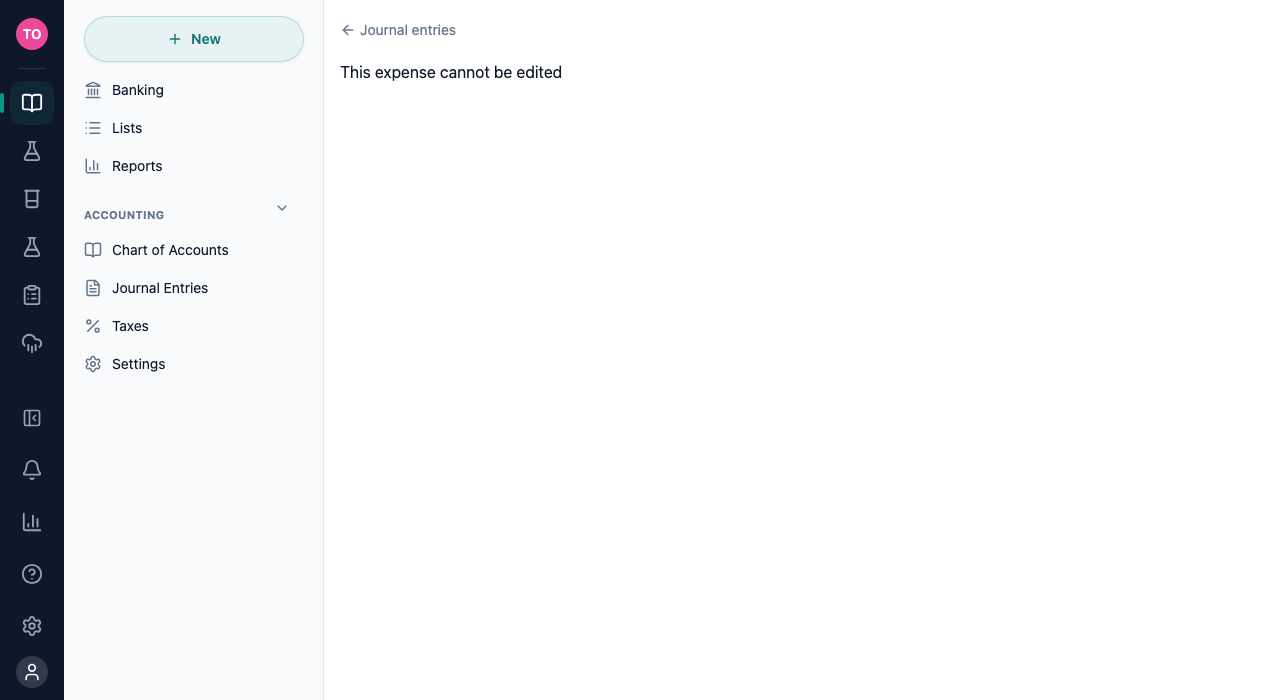 TO
New
Banking
Lists
Reports
ACCOUNTING
Chart of Accounts
Journal Entries
Taxes
Settings
Journal entries
This expense cannot be edited